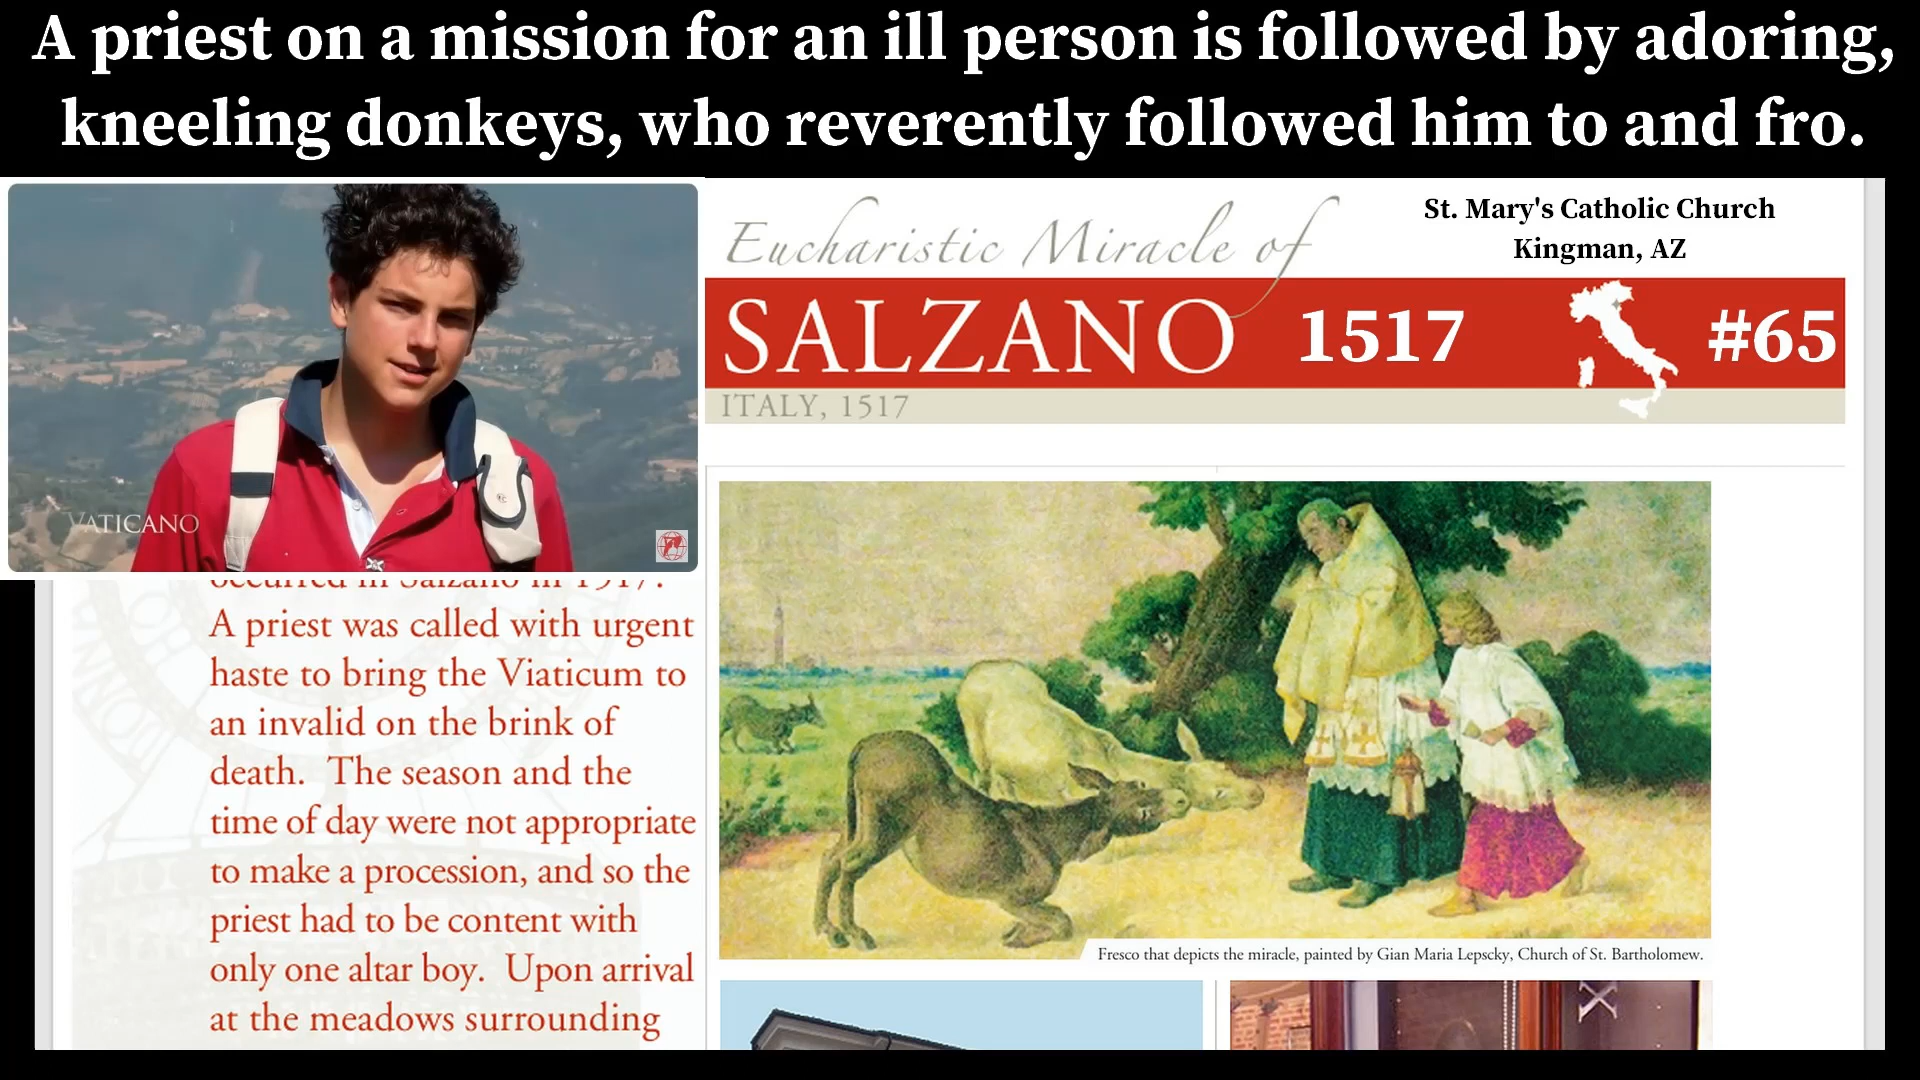 A priest on a mission for an ill person is followed by adoring,
kneeling donkeys, who reverently followed him to and fro.
Eucharistic Miracle of
St. Mary's Catholic Church
Kingman, AZ
SALZANO 1517 #65
ITALY, 1517
VATICANO
occurred in Salzano in 1517.
A priest was called with urgent
haste to bring the Viaticum to
an invalid on the brink of
death. The season and the
time of day were not appropriate
to make a procession, and so the
priest had to be content with
only one altar boy. Upon arrival
at the meadows surrounding
Fresco that depicts the miracle, painted by Gian Maria Lepscky, Church of St. Bartholomew.